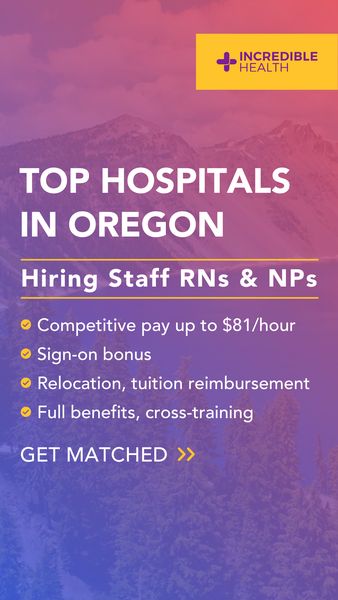 INCREDIBLE
HEALTH
TOP HOSPITALS
IN OREGON
Hiring Staff RNs & NPs
Competitive pay up to $81/hour
Sign-on bonus
Relocation, tuition reimbursement
Full benefits, cross-training
GET MATCHED >>